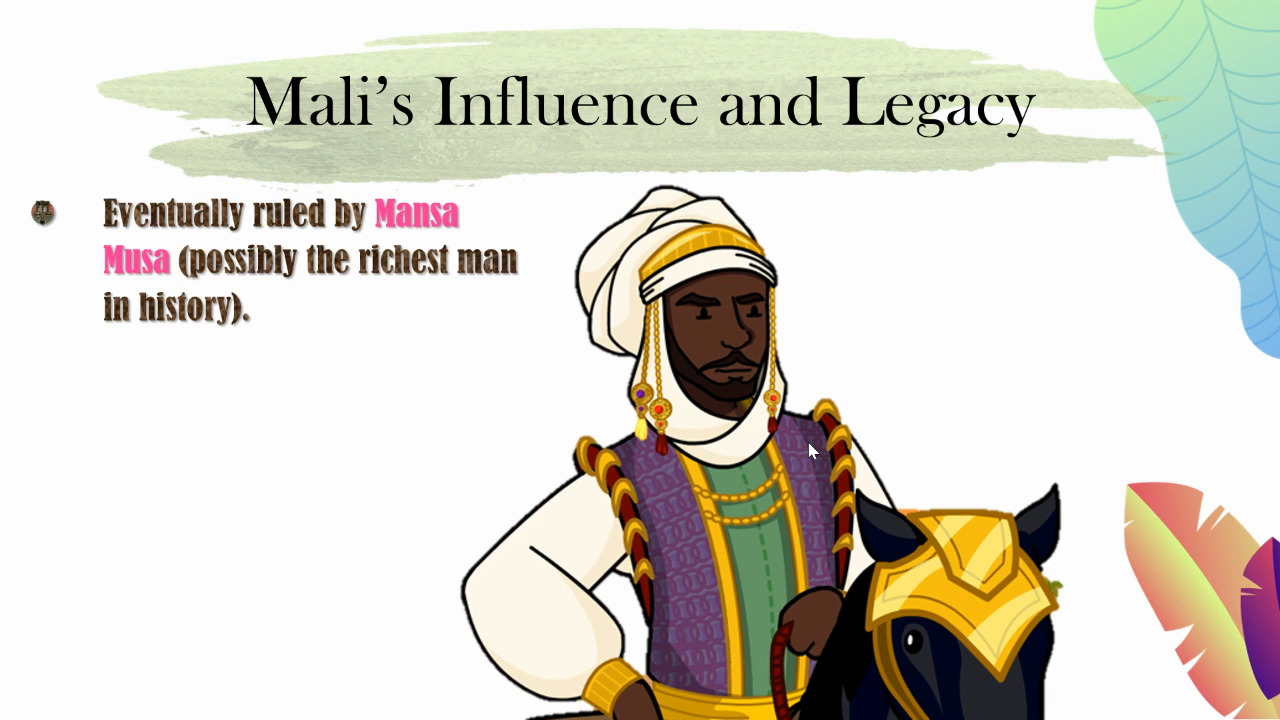 Mali’s Influence and Legacy
Eventually ruled by Mansa
Musa (possibly the richest man
in history).